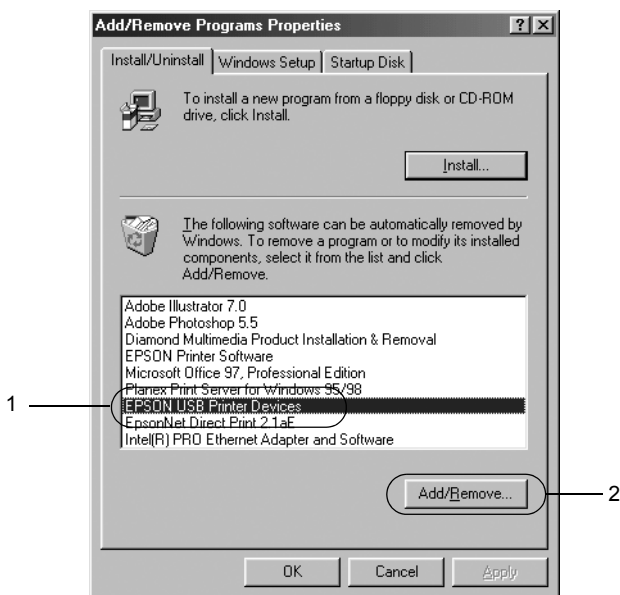 Add/Remove Programs Properties
Install/Uninstall Windows Setup Startup Disk
To install a new program from a floppy disk or CD-ROM
drive, click Install.
Install...
The following software can be automatically removed by
Windows. To remove a program or to modify its installed
components, select it from the list and click
Add/Remove.
Adobe Illustrator 7.0
Adobe Photoshop 5.5
Diamond Multimedia Product Installation & Removal
EPSON Printer Software
Microsoft Office 97, Professional Edition
Planex Print Server for Windows 95/98
1
EPSON USB Printer Devices
EpsonNet Direct Print 2.1aE
Intel(R) PRO Ethernet Adapter and Software
Add/Remove...
2
OK Cancel Apply